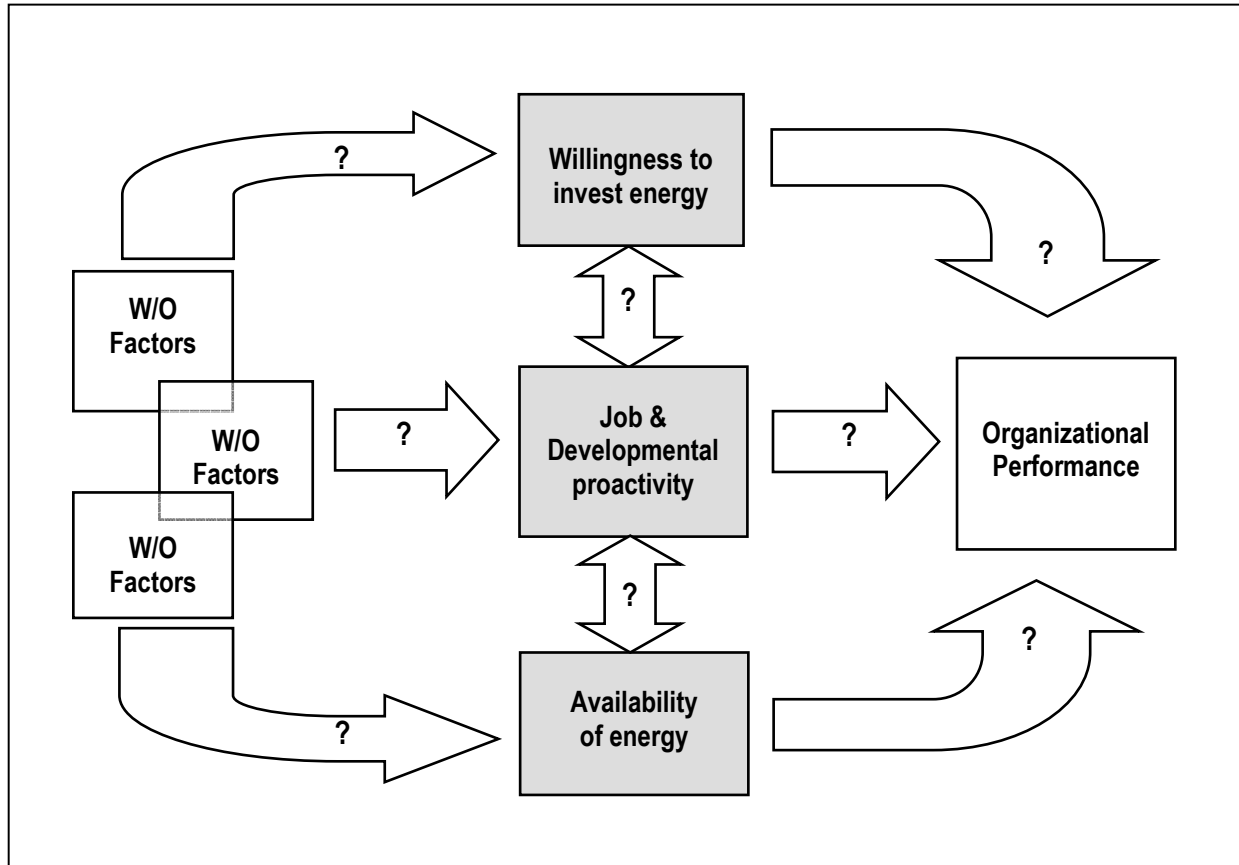 ?
Willingness to
invest energy
?
W/O
Factors
?
W/O
Factors
?
Job &
Developmental
proactivity
?
Organizational
Performance
W/O
Factors
?
?
Availability
of energy
?